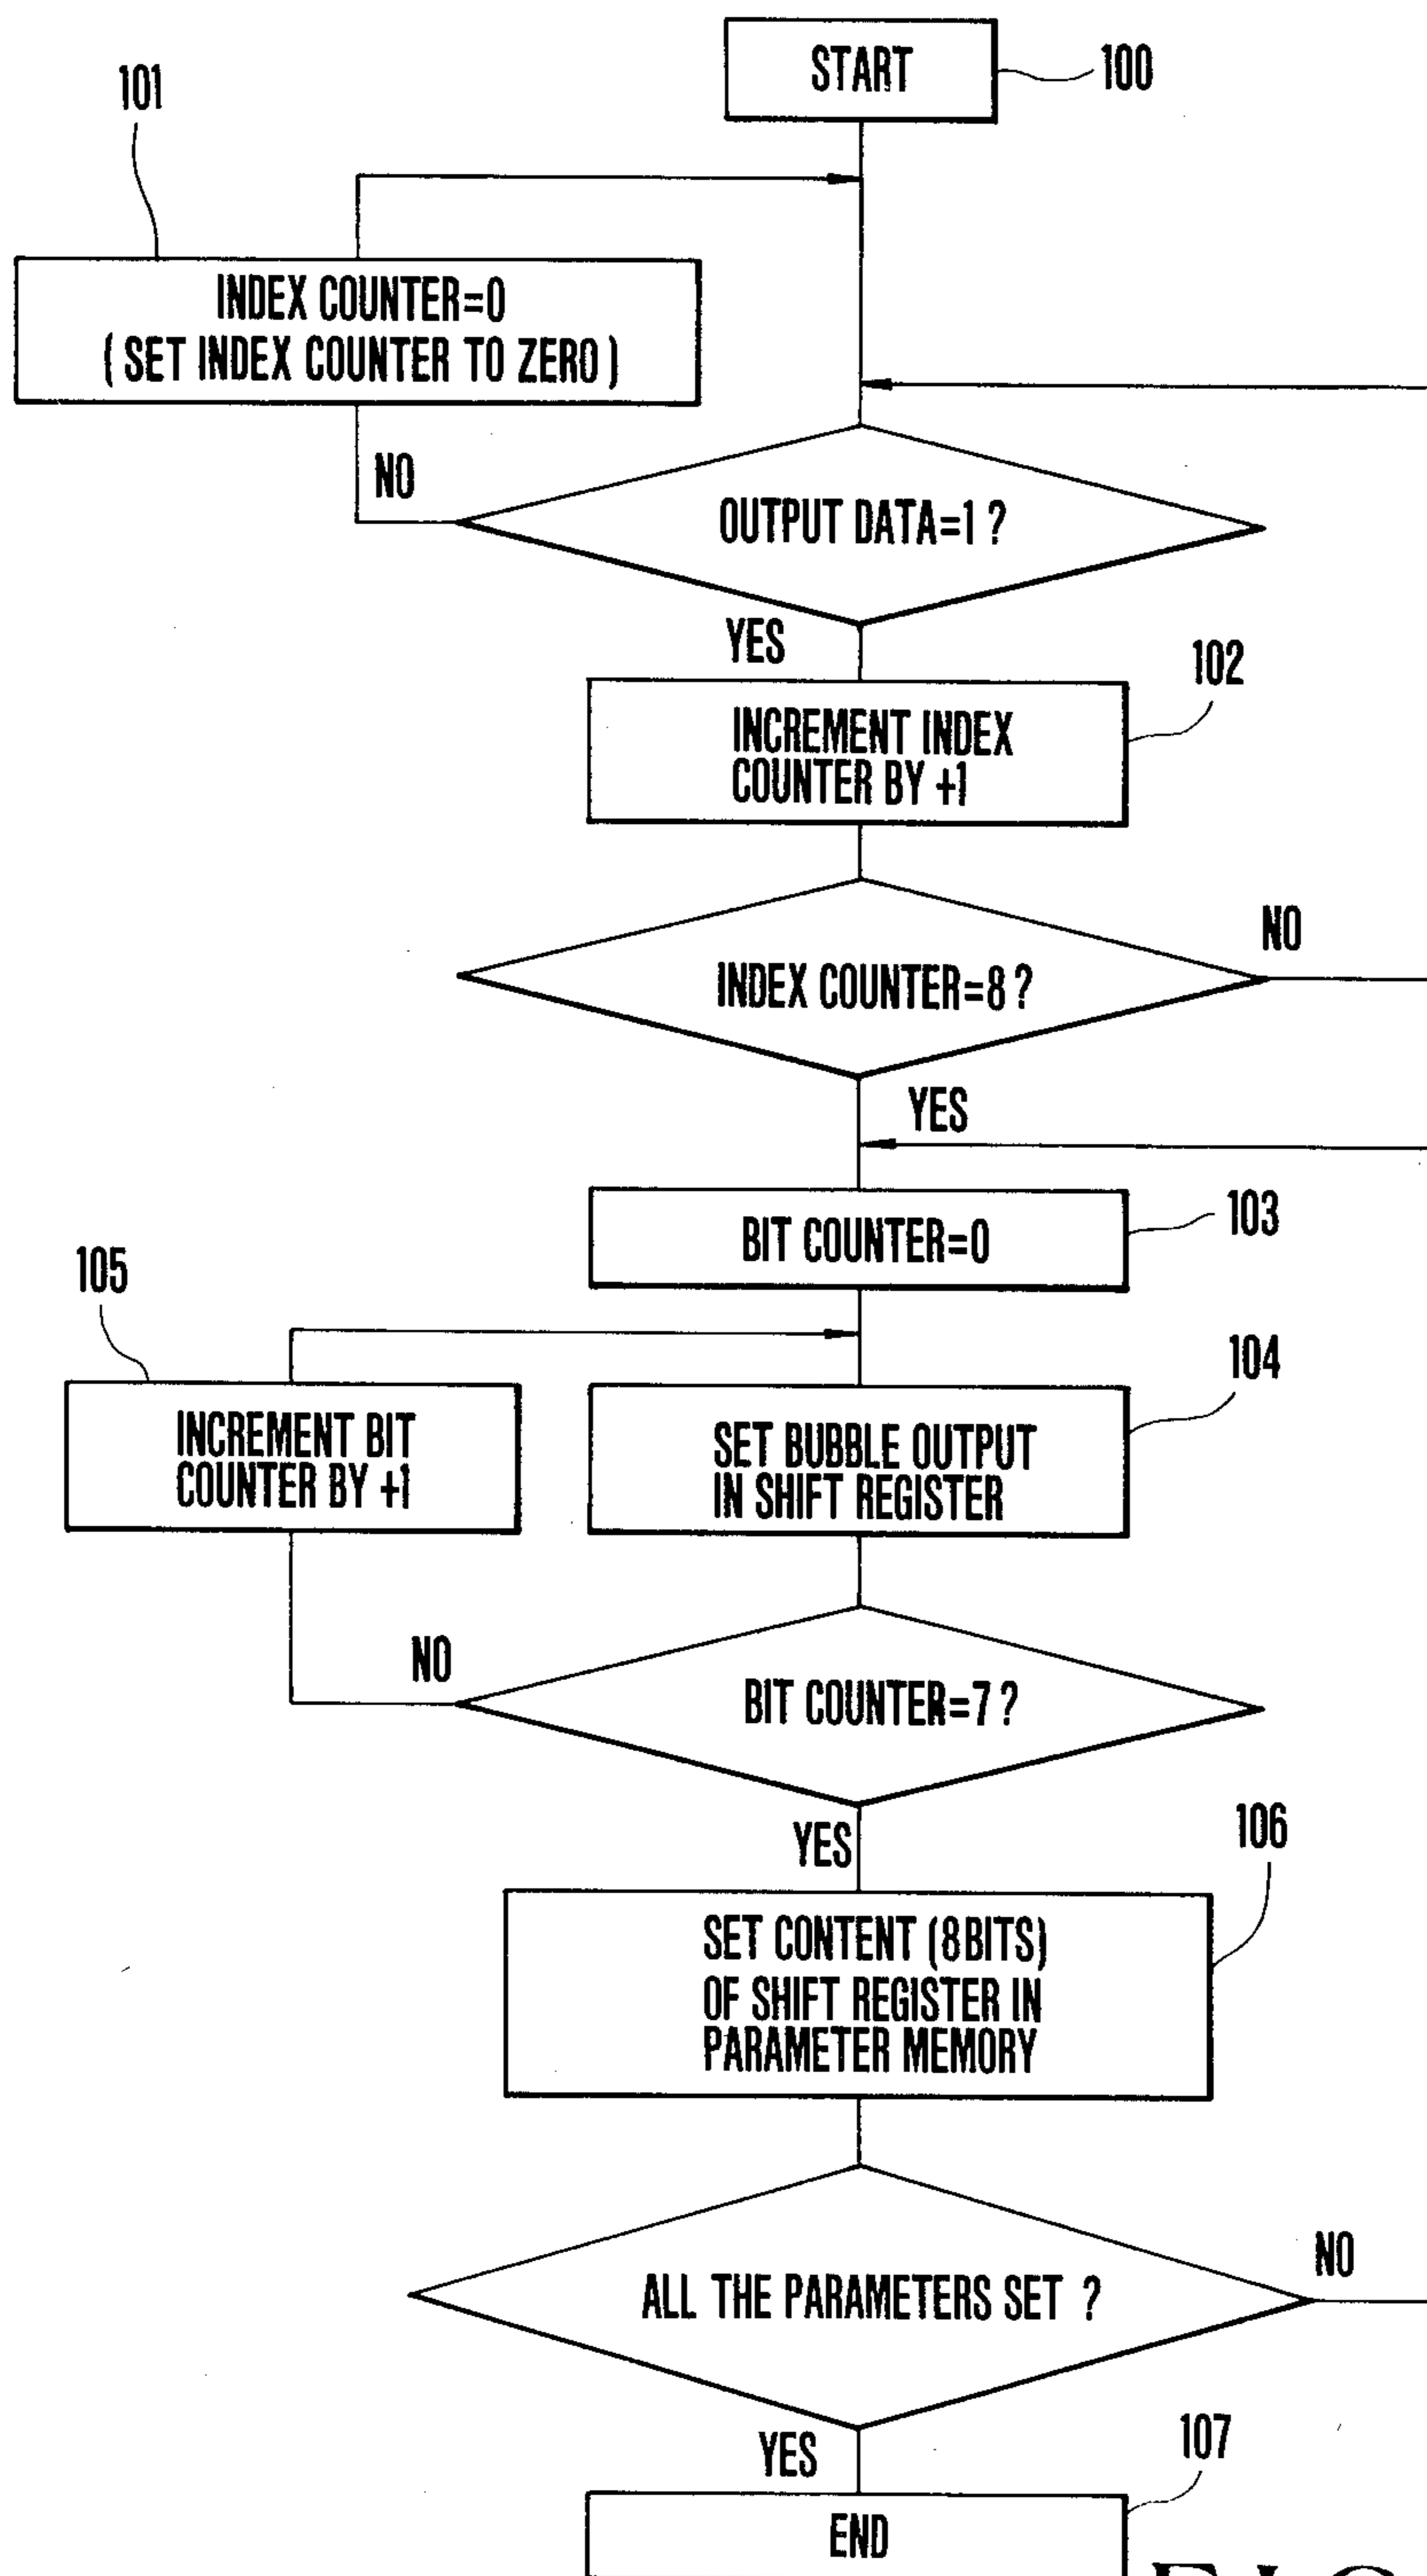 START
100
101
INDEX COUNTER=0
(SET INDEX COUNTER TO ZERO)
NO
OUTPUT DATA=1?
YES
102
INCREMENT INDEX
COUNTER BY +1
NO
INDEX COUNTER=8?
YES
BIT COUNTER=0
103
105
104
INCREMENT BIT
COUNTER BY +1
SET BUBBLE OUTPUT
IN SHIFT REGISTER
NO
BIT COUNTER=7?
YES
106
SET CONTENT (8BITS)
OF SHIFT REGISTER IN
PARAMETER MEMORY
NO
ALL THE PARAMETERS SET ?
YES
107
END